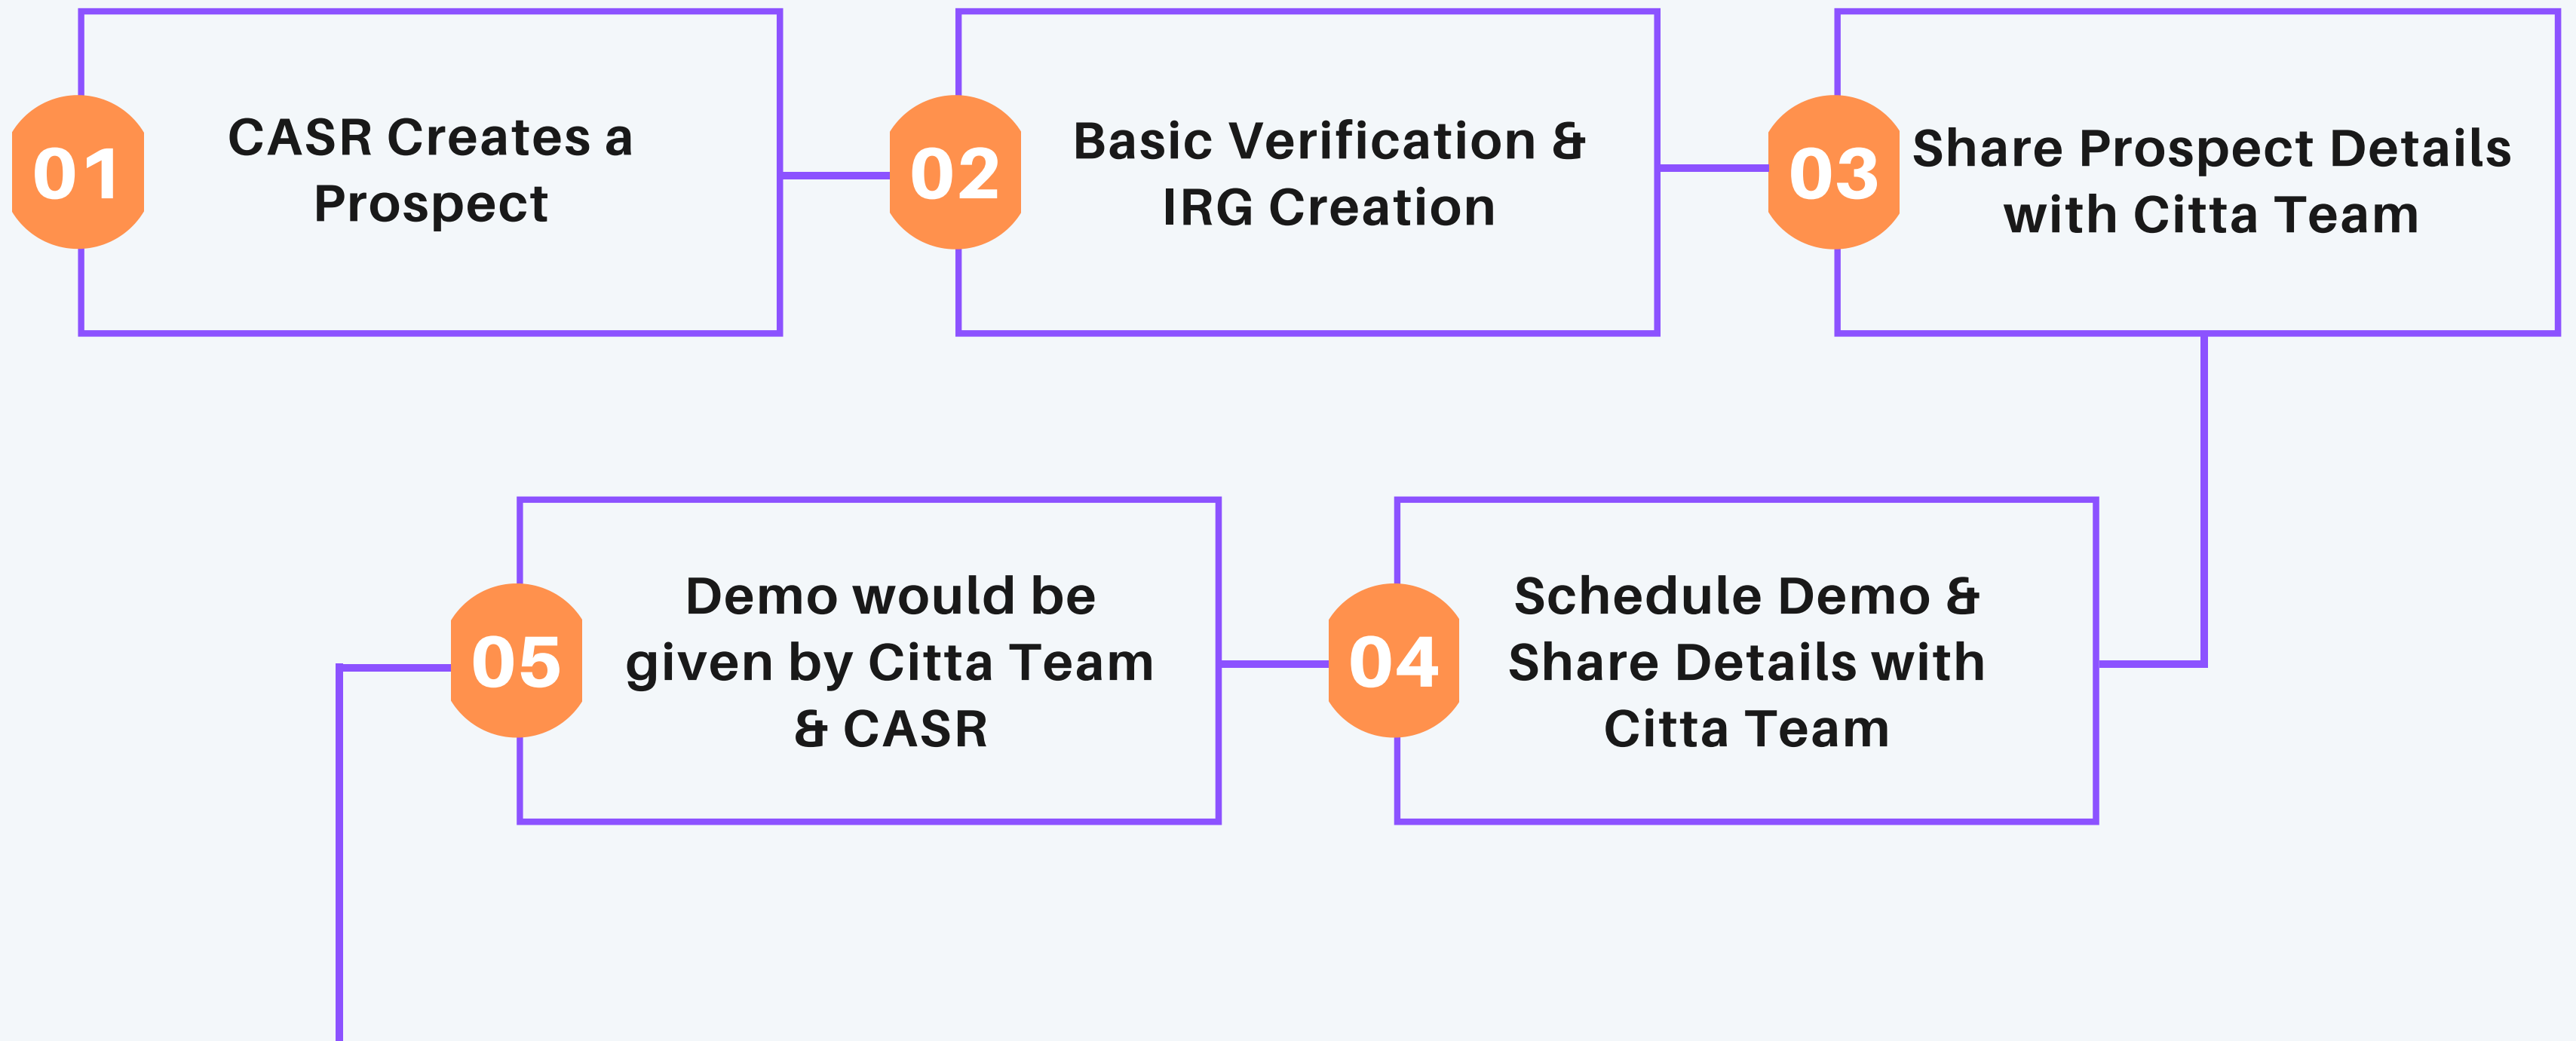 01
CASR Creates a
Prospect
02
Basic Verification &
IRG Creation
03
Share Prospect Details
with Citta Team
04
Schedule Demo &
Share Details with
Citta Team
05
Demo would be
given by Citta Team
& CASR